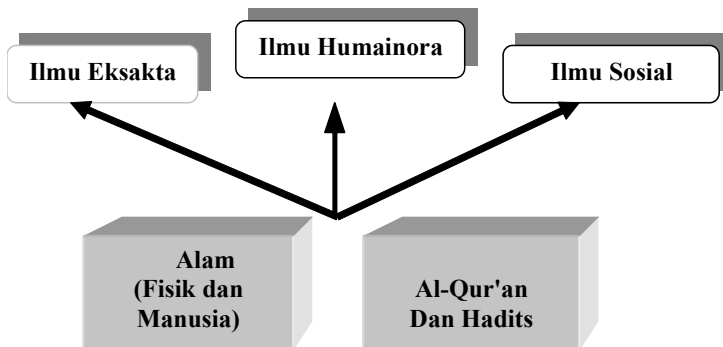 Ilmu Eksakta
Ilmu Humainora
Ilmu Sosial
Alam
(Fisik dan
Manusia)
Al-Qur'an
Dan Hadits